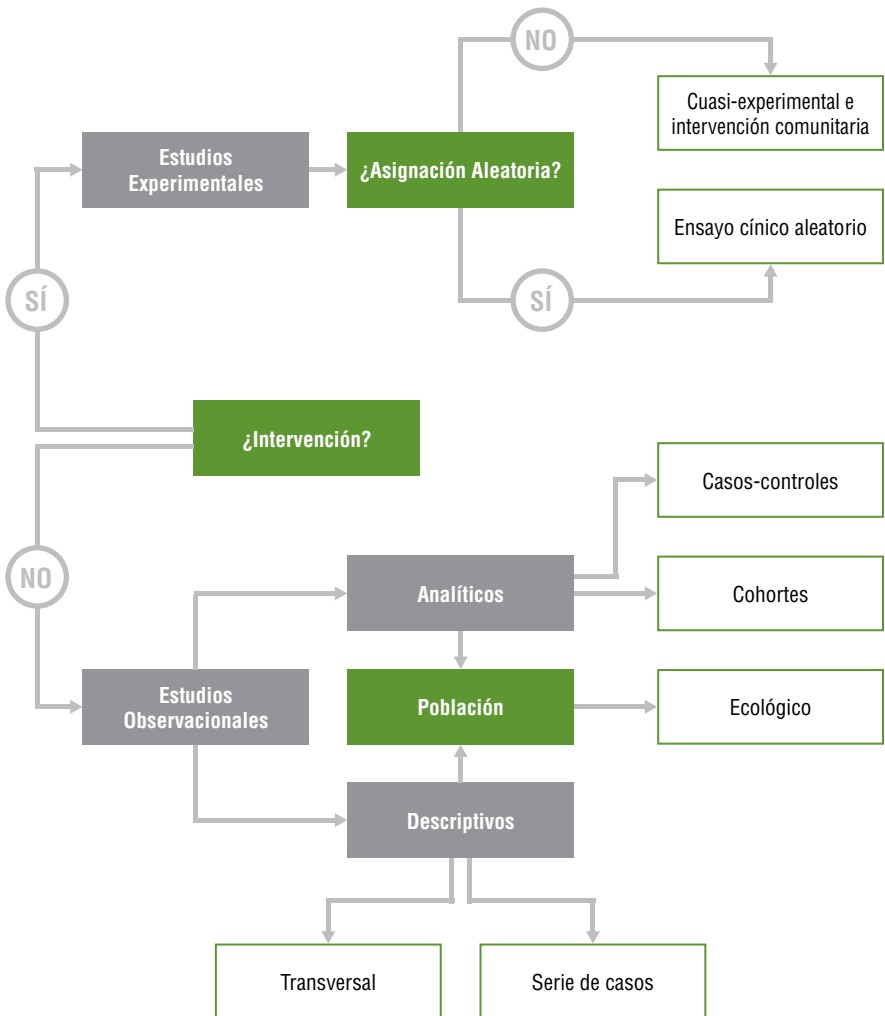 NO
Cuasi-experimental e
intervención comunitaria
Estudios
Experimentales
¿Asignación Aleatoria?
Ensayo cínico aleatorio
SÍ
SÍ
¿Intervención?
Casos-controles
NO
Analíticos
Cohortes
Estudios
Observacionales
Población
Ecológico
Descriptivos
Transversal
Serie de casos